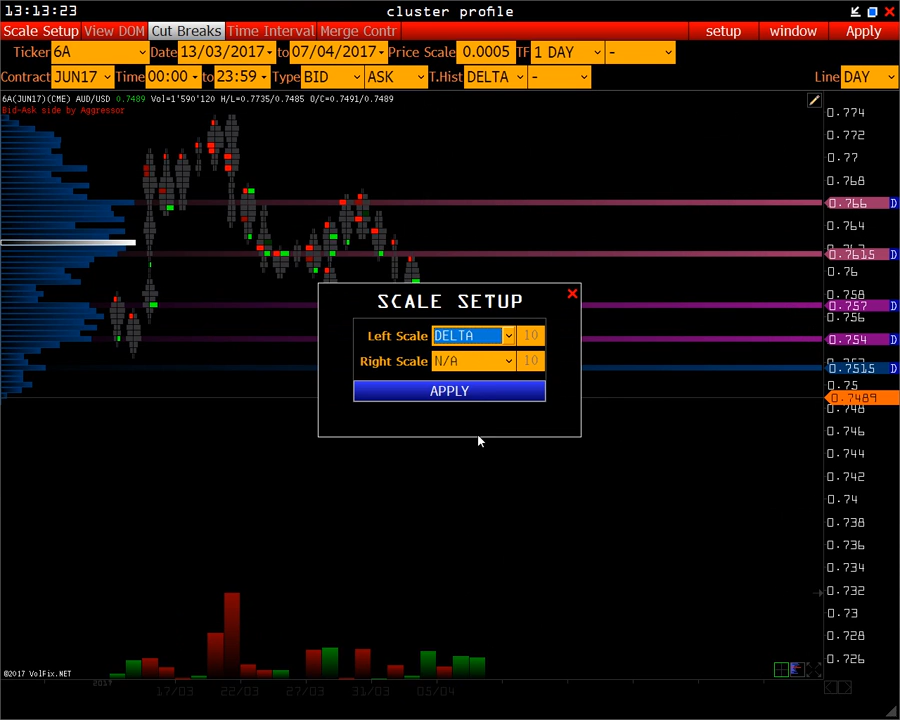 13:13:23 cluster profile
Scale Setup View DOM Cut Breaks Time Interval Merge Contr setup window Apply
Ticker 6A Date 13/03/2017 to 07/04/2017 Price Scale 0.0005 TF 1 DAY -
Contract JUN17 Time 00:00 to 23:59 Type BID ASK T.Hist DELTA - Line DAY
6A(JUN17)(CME) AUD/USD 0.7489 Vol=1'590'120 H/L=0.7735/0.7485 O/C=0.7491/0.7489
Bid-Ask side by Aggressor
0.774
0.772
0.77
0.768
0.766 D
0.764
0.7615 D
0.76
0.758
0.757 D
0.756
0.754 D
0.7515 D
0.75
0.7489
0.748
0.746
0.744
0.742
0.74
0.738
0.736
0.734
0.732
0.73
0.728
0.726
SCALE SETUP
Left Scale DELTA 10
Right Scale N/A 10
APPLY
©2017 VolFix.NET
2017
17/03 22/03 27/03 31/03 05/04